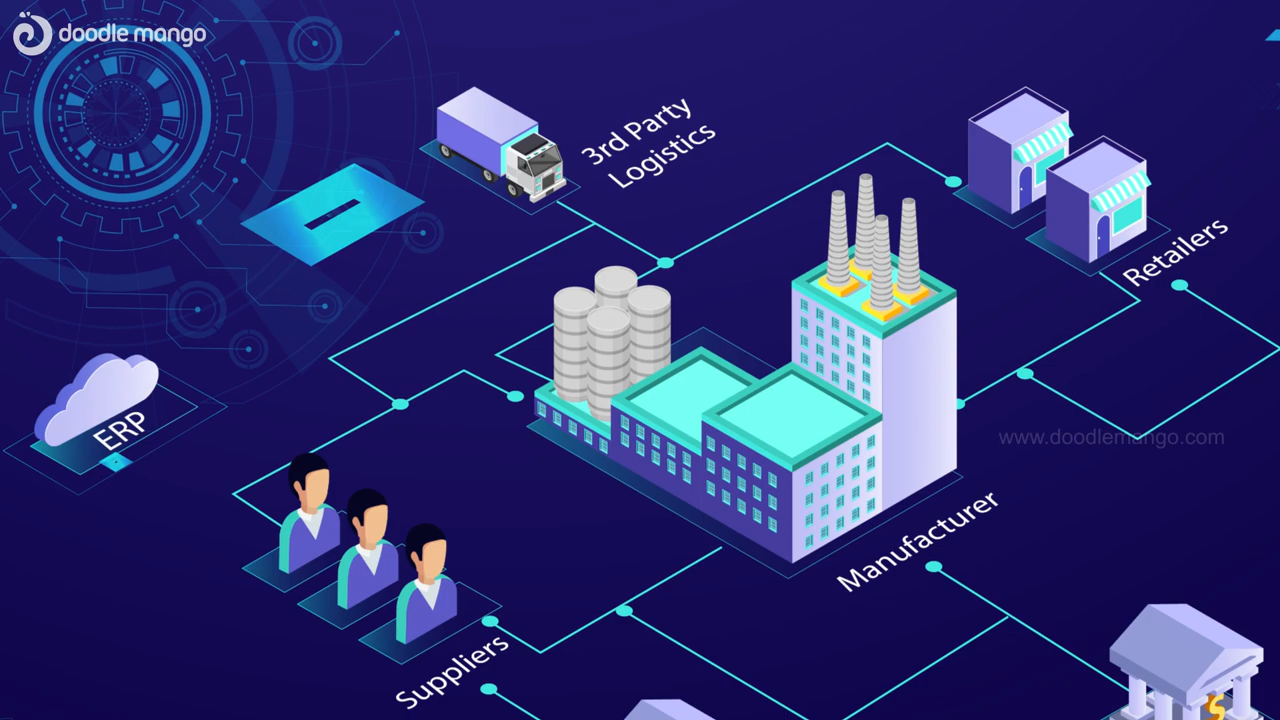 doodle mango
3rd Party
Logistics
Retailers
ERP
www.doodlemango.com
Manufacturer
Suppliers